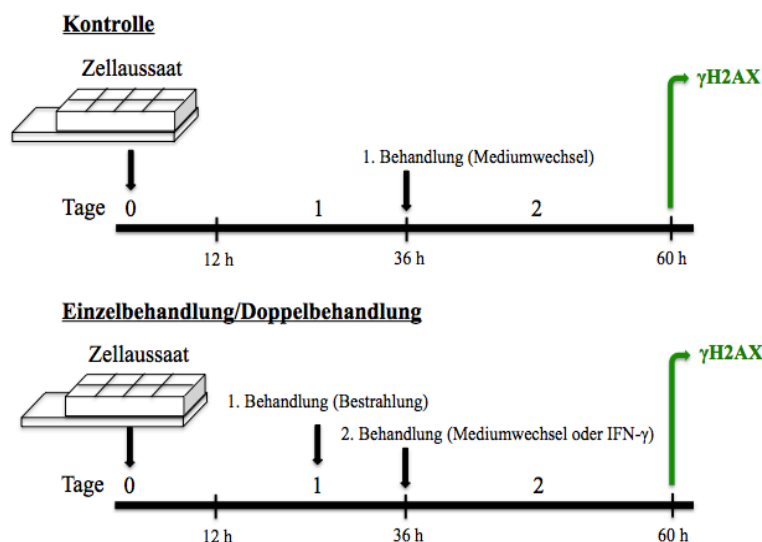 Kontrolle
Zellaussaat
γH2AX
1. Behandlung (Mediumwechsel)
Tage 0 1 2
12 h 36 h 60 h
Einzelbehandlung/Doppelbehandlung
Zellaussaat
γH2AX
1. Behandlung (Bestrahlung)
2. Behandlung (Mediumwechsel oder IFN-γ)
Tage 0 1 2
12 h 36 h 60 h